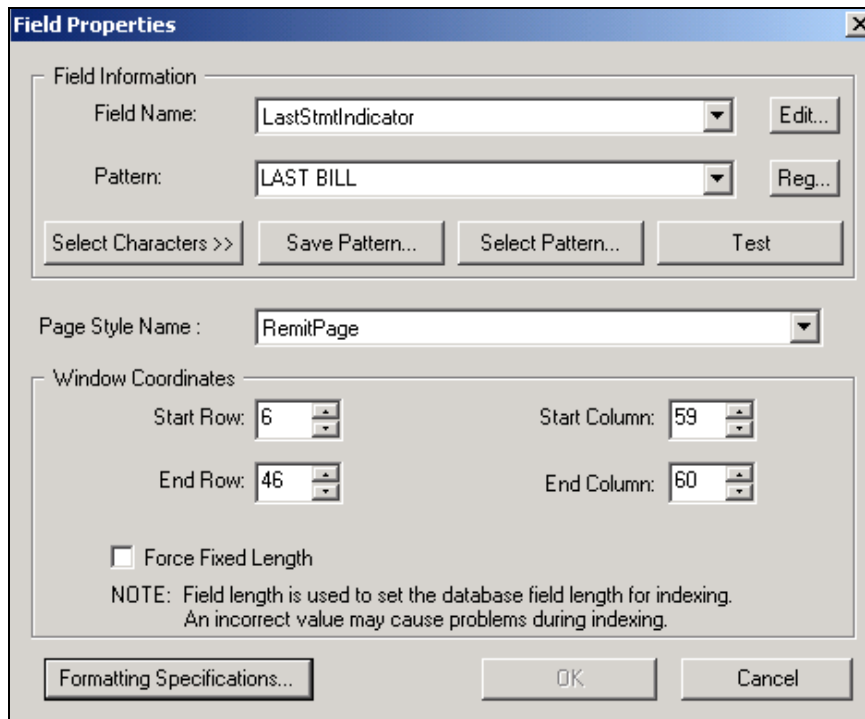 Field Properties
Field Information
Field Name: LastStmtIndicator Edit...
Pattern: LAST BILL Reg...
Select Characters >> Save Pattern... Select Pattern... Test
Page Style Name : RemitPage
Window Coordinates
Start Row: 6 Start Column: 59
End Row: 46 End Column: 60
Force Fixed Length
NOTE: Field length is used to set the database field length for indexing.
An incorrect value may cause problems during indexing.
Formatting Specifications... OK Cancel